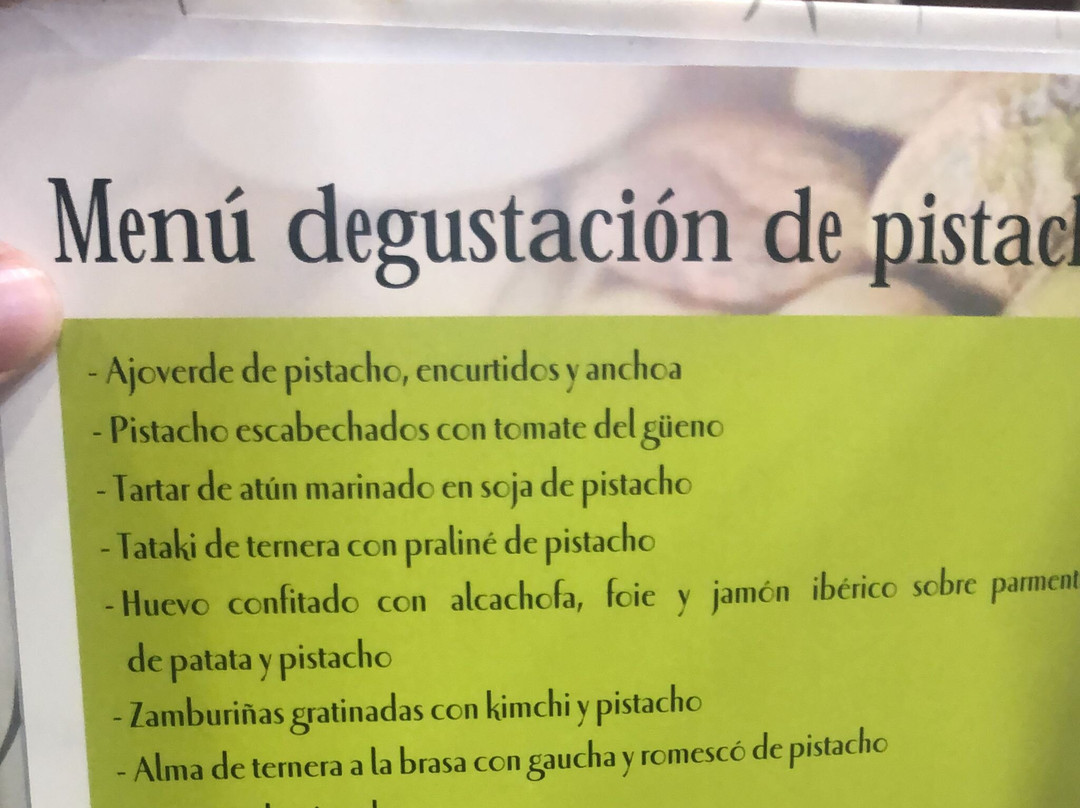 Menú degustación de
- Ajoverde de pistacho, encurtidos y anchoa
- Pistacho escabechados con tomate del güeno
- Tartar de atún marinado en soja de pistacho
- Tataki de ternera con praliné de pistacho
- Huevo confitado con alcachofa, foie y jamón ibérico sobre
de patata y pistacho
- Zamburiñas gratinadas con kimchi y pistacho
- Alma de ternera a la brasa con gaucha y romescó de pistacho